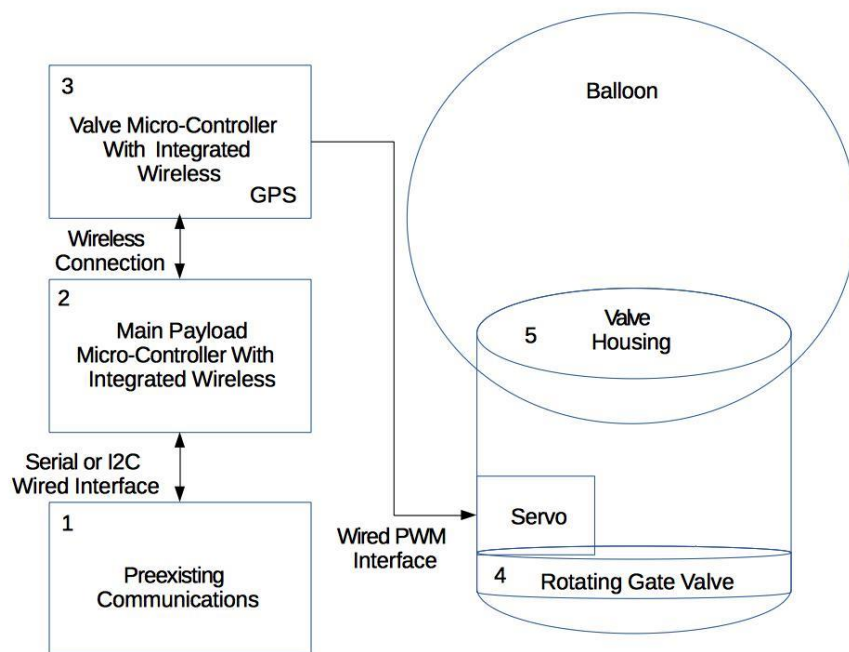 3
Valve Micro-Controller
With Integrated
Wireless
GPS
Wireless
Connection
2
Main Payload
Micro-Controller With
Integrated Wireless
Serial or I2C
Wired Interface
1
Preexisting
Communications
Balloon
5
Valve
Housing
Servo
Wired PWM
Interface
4
Rotating Gate Valve